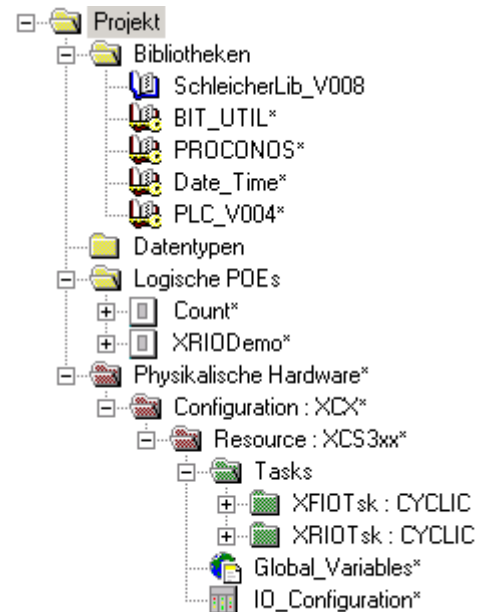 Projekt
Bibliotheken
SchleicherLib_V008
BIT_UTIL*
PROCONOS*
Date_Time*
PLC_V004*
Datentypen
Logische POEs
Count*
XRIODemo*
Physikalische Hardware*
Configuration : XCX*
Resource : XCS3xx*
Tasks
XFIOTsk : CYCLIC
XRIOTsk : CYCLIC
Global_Variables*
IO_Configuration*